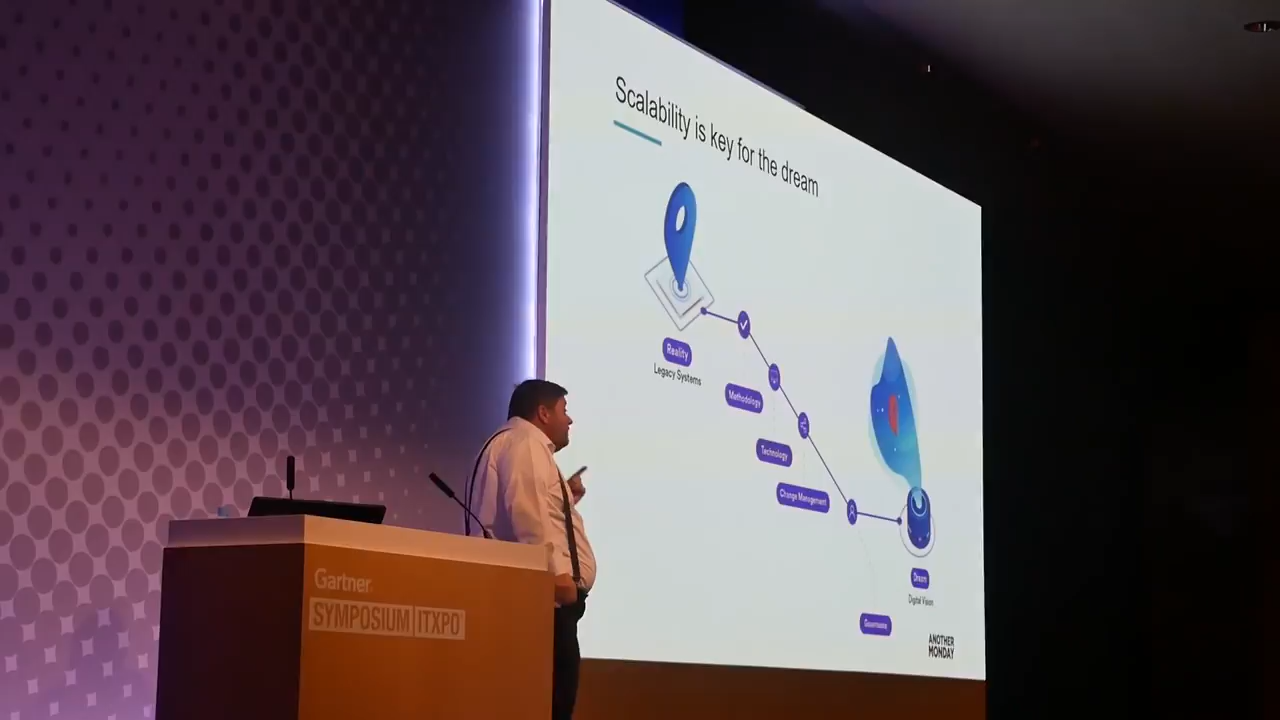 Scalability is key for the dream
Reality
Legacy Systems
Methodology
Technology
Change Management
Governance
Dream
Digital Vision
ANOTHER
MONDAY
Gartner
SYMPOSIUM ITXPO